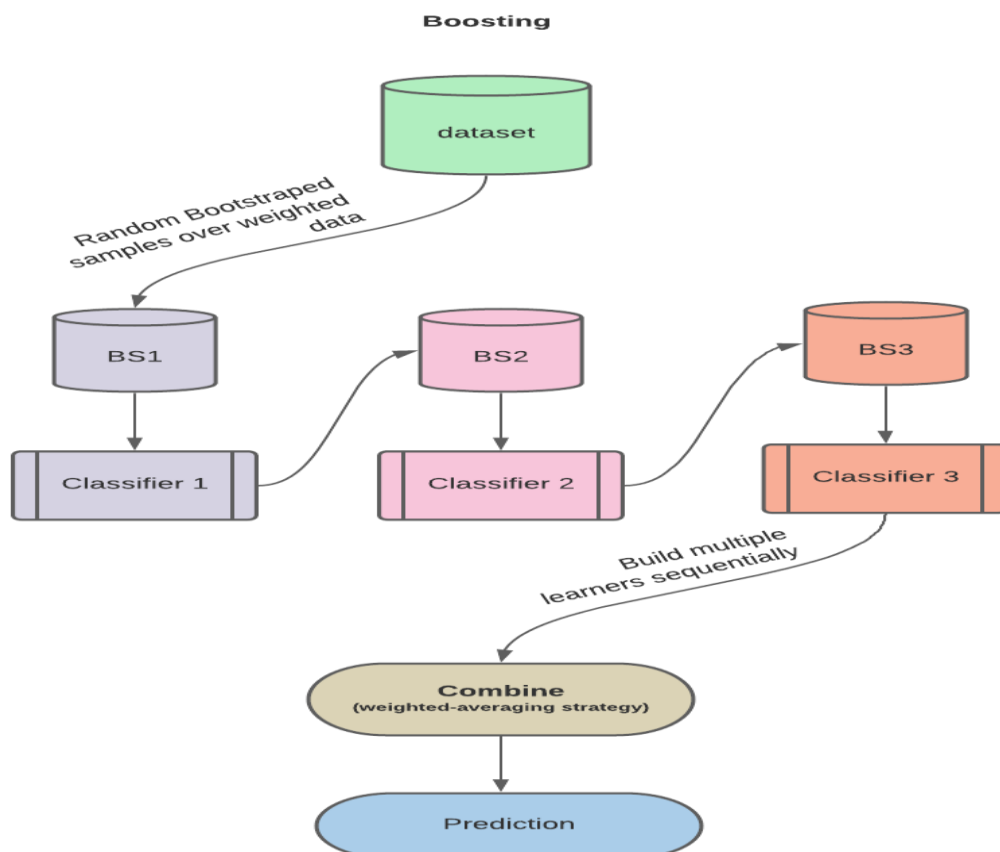 Boosting
dataset
Random Bootstraped
samples over weighted
data
BS1
BS2
BS3
Classifier 1
Classifier 2
Classifier 3
Build multiple
learners sequentially
Combine
(weighted-averaging strategy)
Prediction